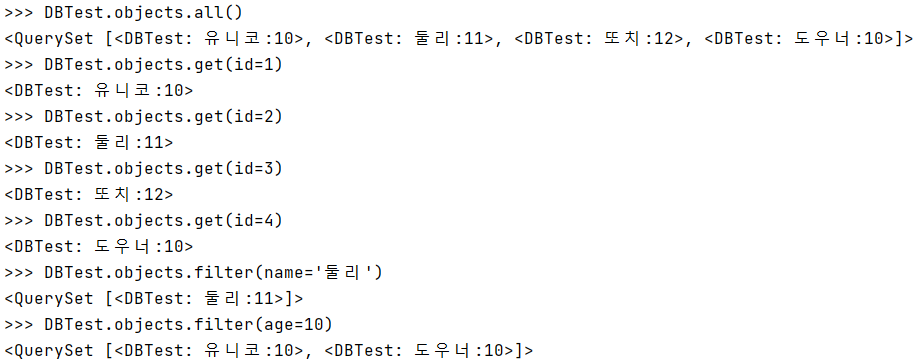 >>> DBTest.objects.all()
<QuerySet [<DBTest: 유니코:10>, <DBTest: 둘리:11>, <DBTest: 또치:12>, <DBTest: 도우너:10>]>
>>> DBTest.objects.get(id=1)
<DBTest: 유니코:10>
>>> DBTest.objects.get(id=2)
<DBTest: 둘리:11>
>>> DBTest.objects.get(id=3)
<DBTest: 또치:12>
>>> DBTest.objects.get(id=4)
<DBTest: 도우너:10>
>>> DBTest.objects.filter(name='둘리')
<QuerySet [<DBTest: 둘리:11>]>
>>> DBTest.objects.filter(age=10)
<QuerySet [<DBTest: 유니코:10>, <DBTest: 도우너:10>]>